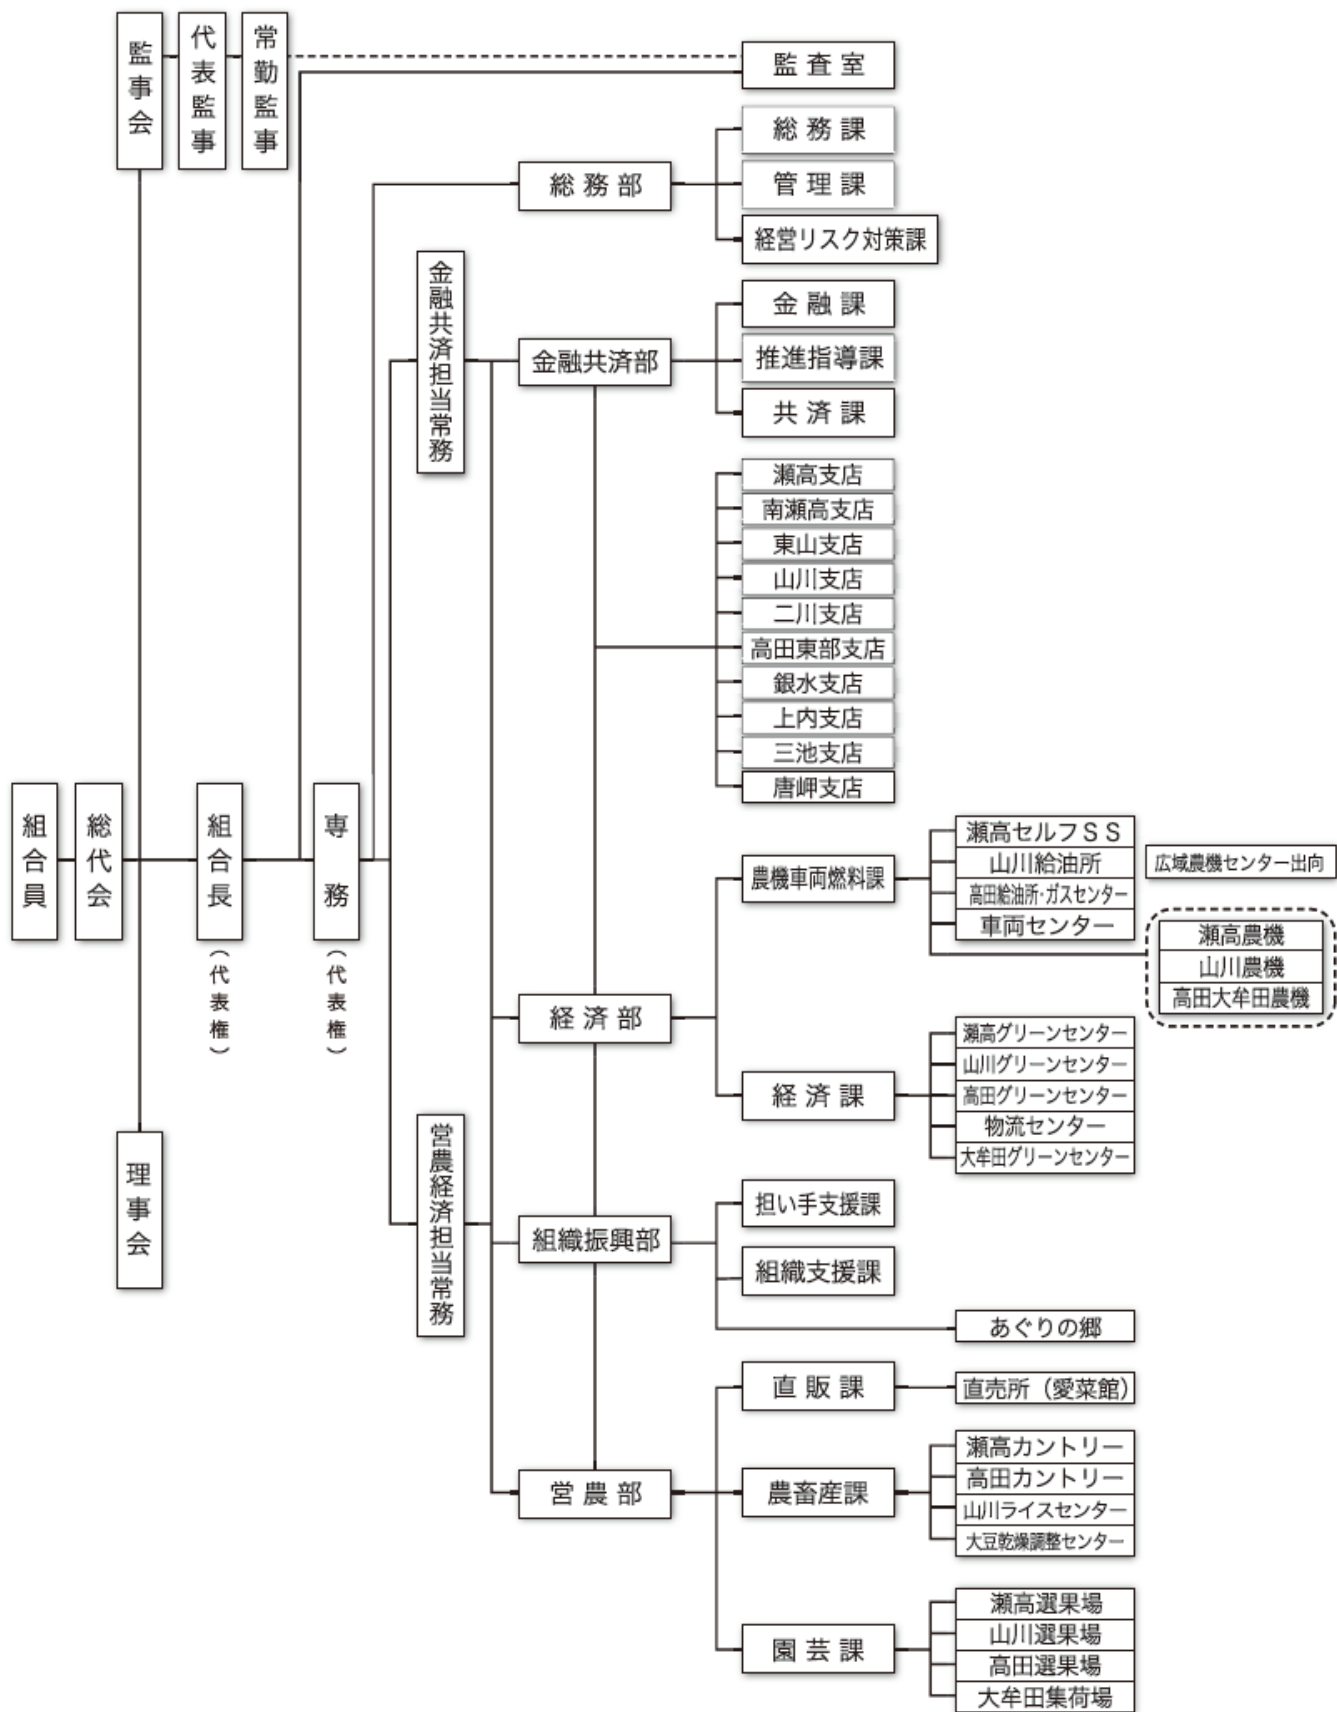 監事会
代表監事
常勤監事
監査室
総務部
総務課
管理課
経営リスク対策課
金融共済担当常務
金融共済部
金融課
推進指導課
共済課
瀬高支店
南瀬高支店
東山支店
山川支店
二川支店
高田東部支店
銀水支店
上内支店
三池支店
唐岬支店
組合員
総代会
組合長
(代表権)
専務
(代表権)
理事会
営農経済担当常務
経済部
農機車両燃料課
瀬高セルフSS
山川給油所
高田給油所・ガスセンター
車両センター
広域農機センター出向
瀬高農機
山川農機
高田大牟田農機
経済課
瀬高グリーンセンター
山川グリーンセンター
高田グリーンセンター
物流センター
大牟田グリーンセンター
組織振興部
担い手支援課
組織支援課
あぐりの郷
営農部
直販課
直売所(愛菜館)
農畜産課
瀬高カントリー
高田カントリー
山川ライスセンター
大豆乾燥調整センター
園芸課
瀬高選果場
山川選果場
高田選果場
大牟田集荷場